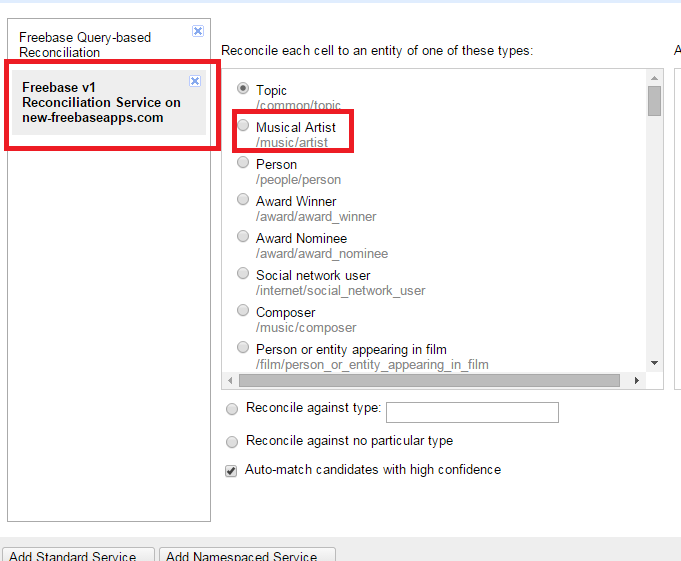 Freebase Query-based
Reconciliation
Freebase v1
Reconciliation Service on
new-freebaseapps.com
Reconcile each cell to an entity of one of these types:
A
Topic
/common/topic
Musical Artist
/music/artist
Person
/people/person
Award Winner
/award/award_winner
Award Nominee
/award/award_nominee
Social network user
/internet/social_network_user
Composer
/music/composer
Person or entity appearing in film
/film/person_or_entity_appearing_in_film
Reconcile against type:
Reconcile against no particular type
Auto-match candidates with high confidence
Add Standard Service...
Add Namespaced Service...